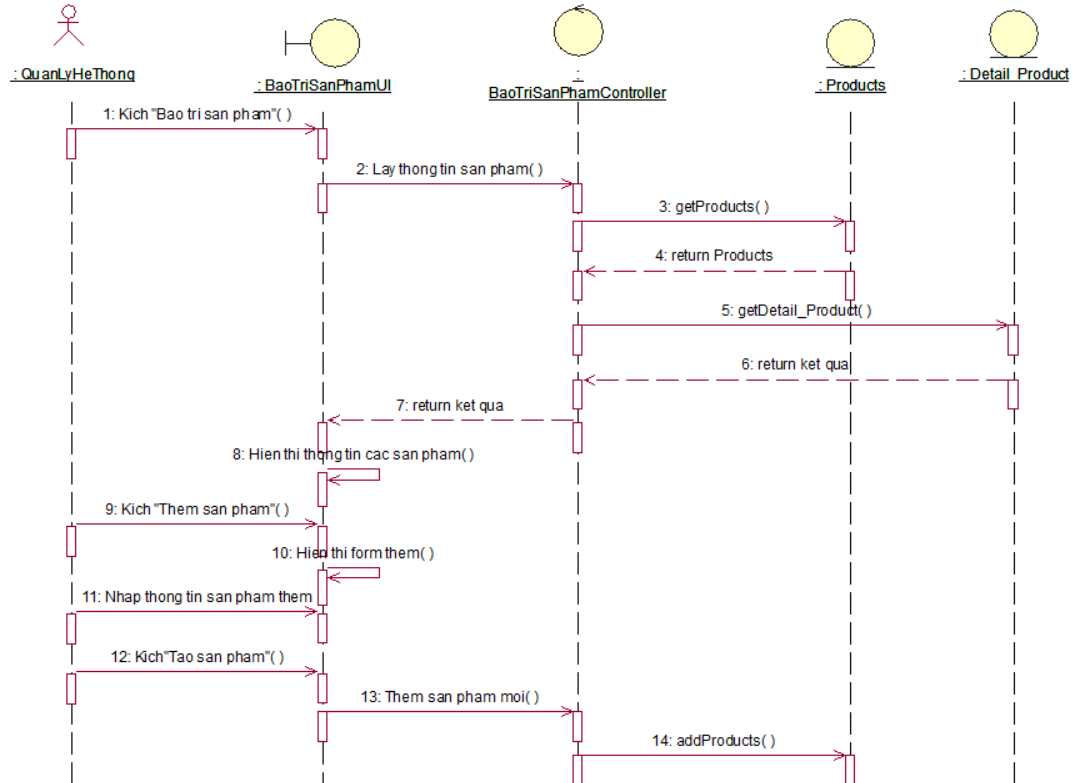 : QuanLyHeThong
: BaoTriSanPhamUI
:
BaoTriSanPhamController
: Products
: Detail_Product
1: Kich "Bao tri san pham"( )
2: Lay thong tin san pham( )
3: getProducts( )
4: return Products
5: getDetail_Product( )
6: return ket qua
7: return ket qua
8: Hien thi thong tin cac san pham( )
9: Kich "Them san pham"( )
10: Hien thi form them( )
11: Nhap thong tin san pham them
12: Kich"Tao san pham"( )
13: Them san pham moi( )
14: addProducts( )